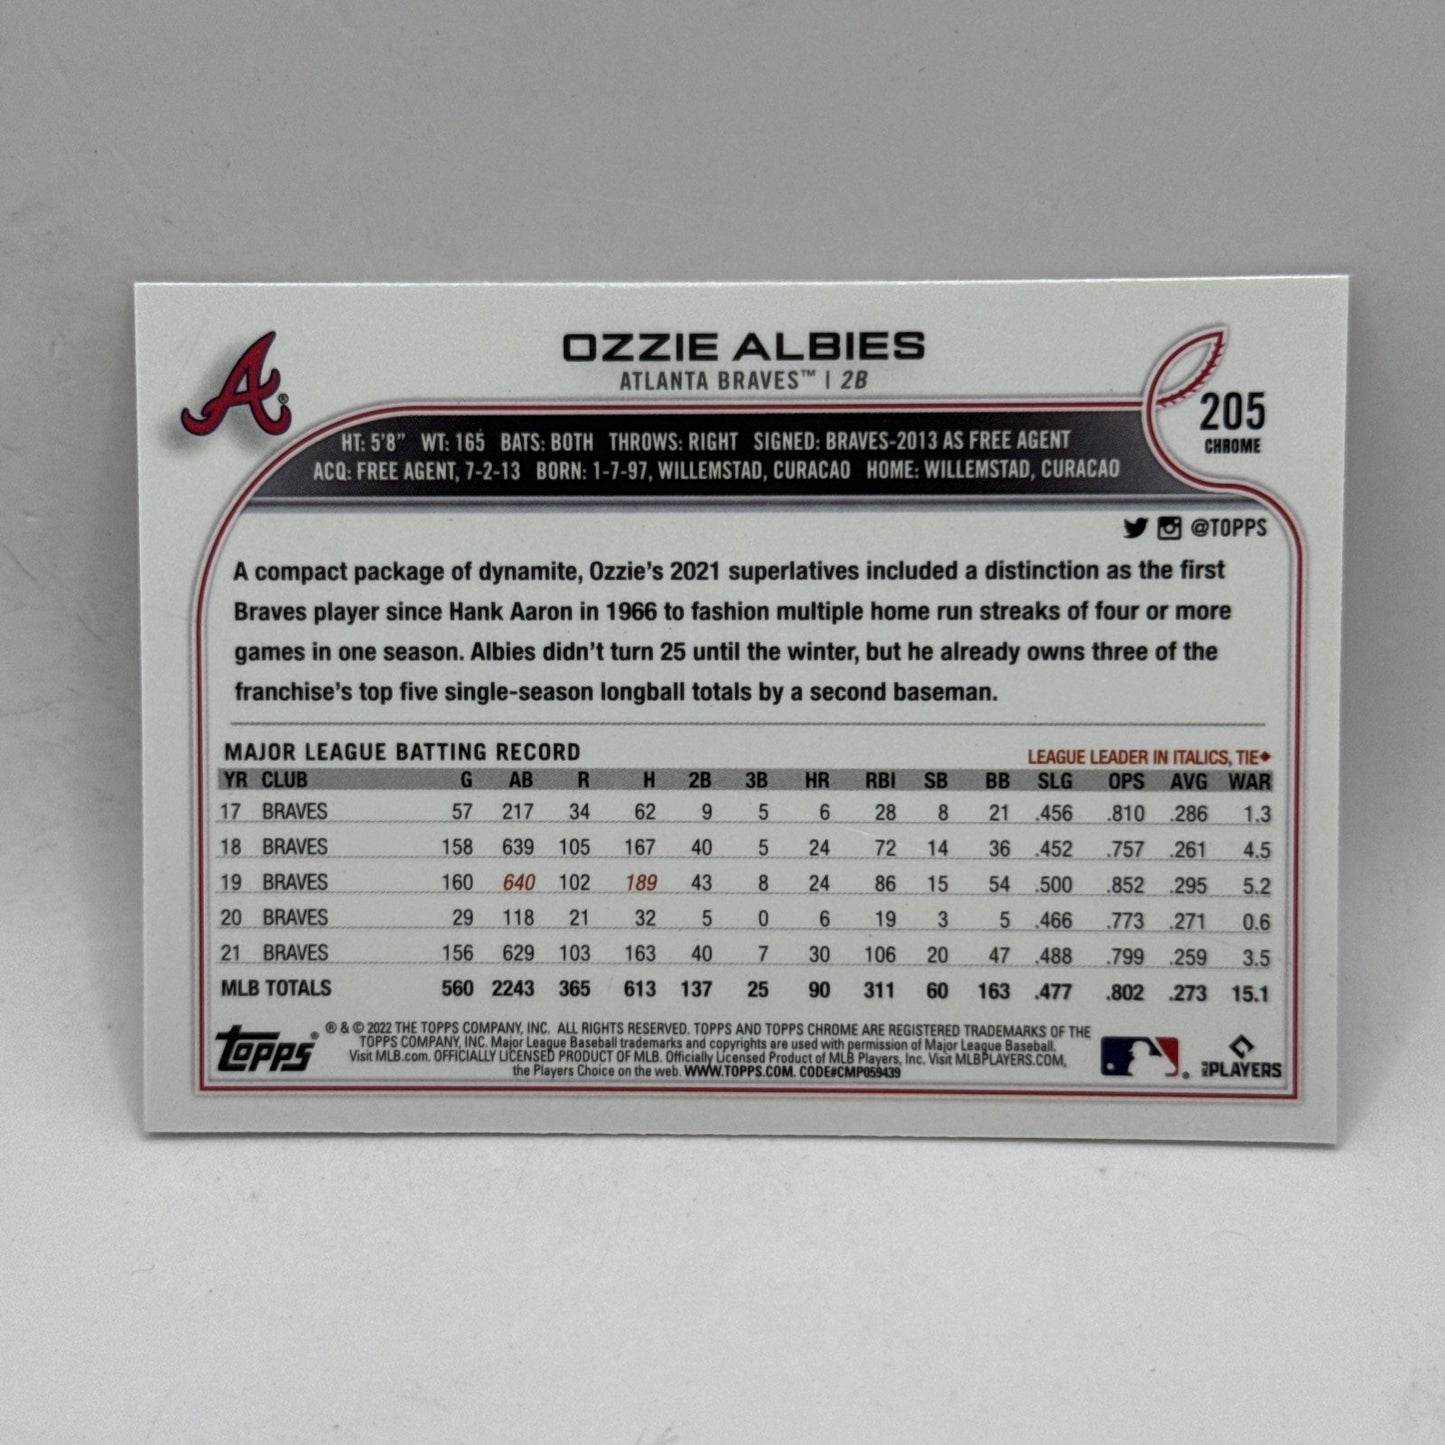 OZZIE ALBIES
ATLANTA BRAVES™ | 2B
205
CHROME
HT: 5'8" WT: 165 BATS: BOTH THROWS: RIGHT SIGNED: BRAVES-2013 AS FREE AGENT
ACQ: FREE AGENT, 7-2-13 BORN: 1-7-97, WILLEMSTAD, CURACAO HOME: WILLEMSTAD, CURACAO
@TOPPS
A compact package of dynamite, Ozzie's 2021 superlatives included a distinction as the first
Braves player since Hank Aaron in 1966 to fashion multiple home run streaks of four or more
games in one season. Albies didn't turn 25 until the winter, but he already owns three of the
franchise's top five single-season longball totals by a second baseman.
MAJOR LEAGUE BATTING RECORD
LEAGUE LEADER IN ITALICS, TIE◆
YR CLUB G AB R H 2B 3B HR RBI SB BB SLG OPS AVG WAR
17 BRAVES 57 217 34 62 9 5 6 28 8 21 .456 .810 .286 1.3
18 BRAVES 158 639 105 167 40 5 24 72 14 36 .452 .757 .261 4.5
19 BRAVES 160 640 102 189 43 8 24 86 15 54 .500 .852 .295 5.2
20 BRAVES 29 118 21 32 5 0 6 19 3 5 .466 .773 .271 0.6
21 BRAVES 156 629 103 163 40 7 30 106 20 47 .488 .799 .259 3.5
MLB TOTALS 560 2243 365 613 137 25 90 311 60 163 .477 .802 .273 15.1
topps®
® & © 2022 THE TOPPS COMPANY, INC. ALL RIGHTS RESERVED. TOPPS AND TOPPS CHROME ARE REGISTERED TRADEMARKS OF THE
TOPPS COMPANY, INC. Major League Baseball trademarks and copyrights are used with permission of Major League Baseball.
Visit MLB.com. OFFICIALLY LICENSED PRODUCT OF MLB. Officially Licensed Product of MLB Players, Inc. Visit MLBPLAYERS.COM,
the Players Choice on the web. WWW.TOPPS.COM. CODE#CMP059439
MLB PLAYERS